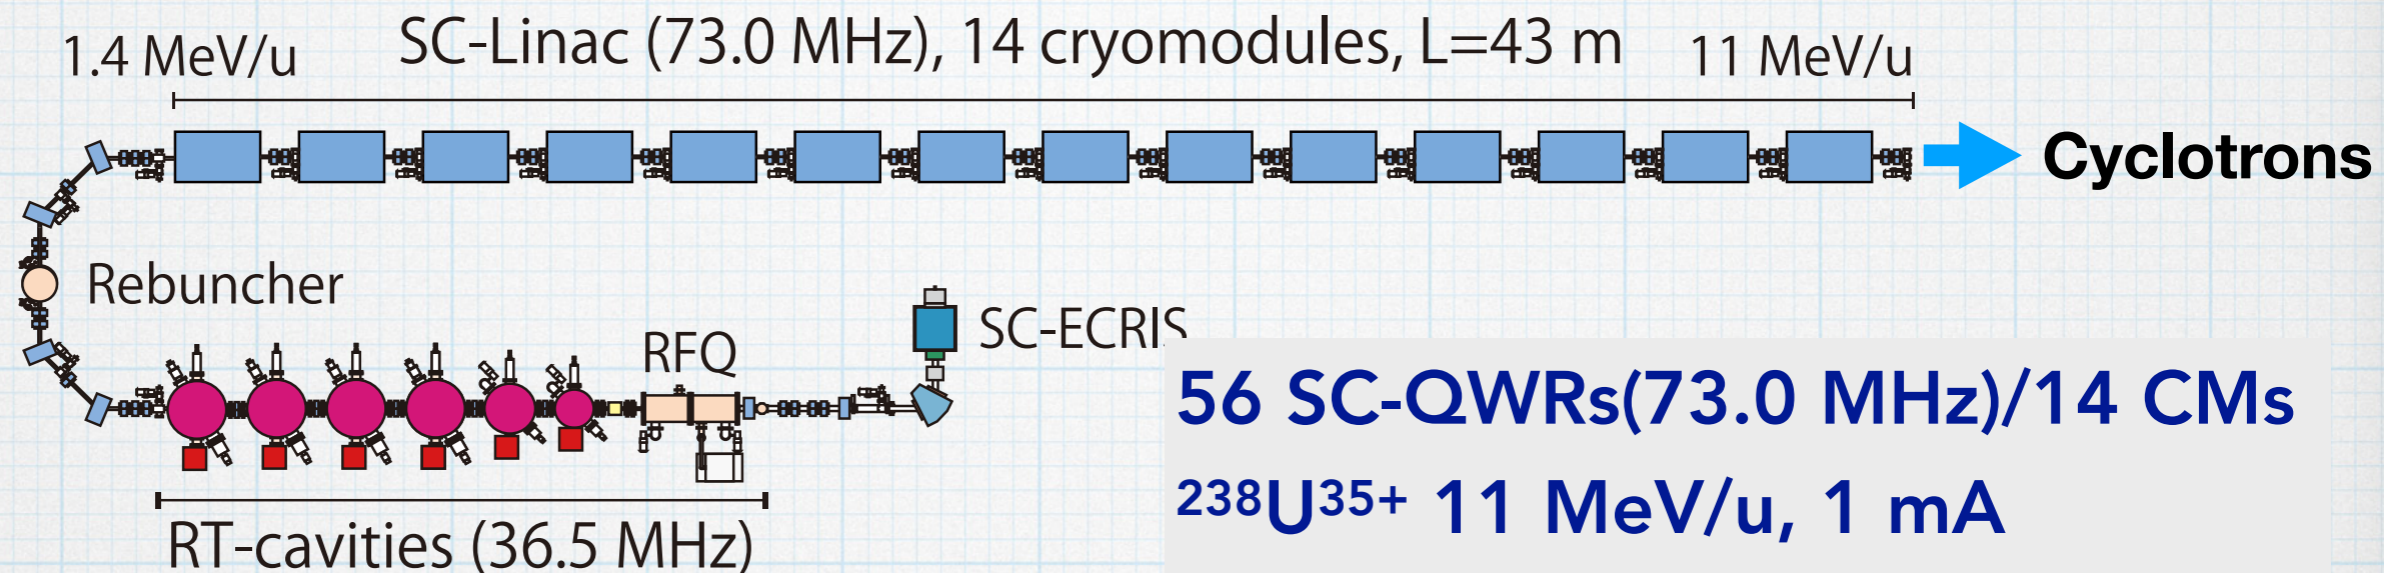 SC-Linac (73.0 MHz), 14 cryomodules, L=43 m
1.4 MeV/u
11 MeV/u
Cyclotrons
Rebuncher
SC-ECRIS
RFQ
RT-cavities (36.5 MHz)
56 SC-QWRs(73.0 MHz)/14 CMs
²³⁸U³⁵⁺ 11 MeV/u, 1 mA